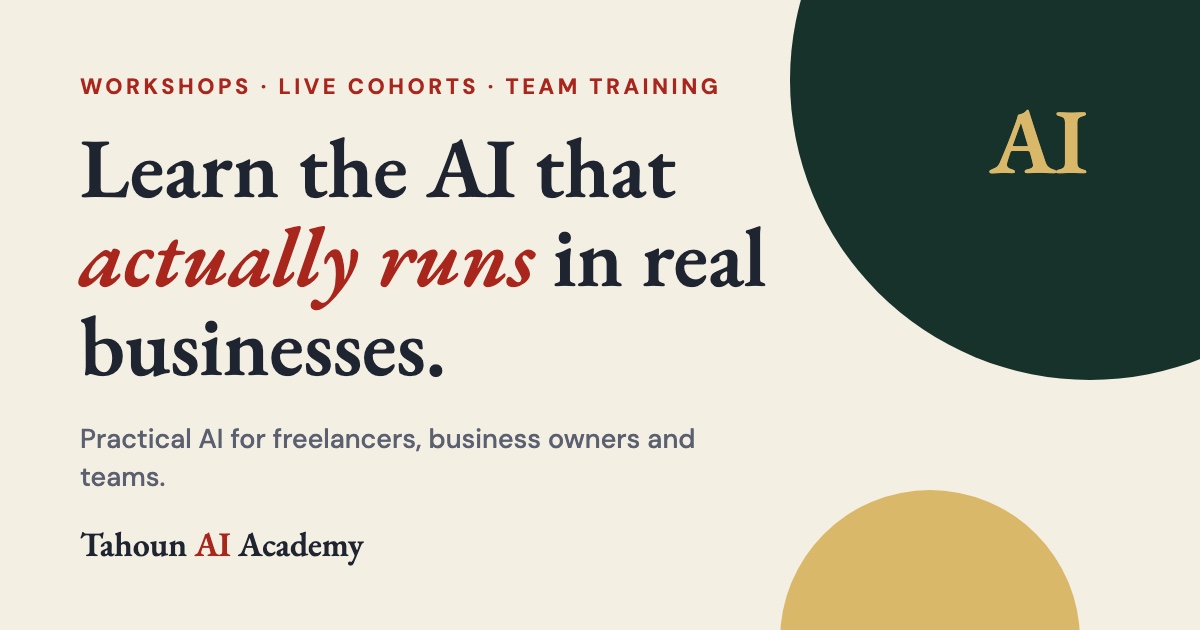 WORKSHOPS · LIVE COHORTS · TEAM TRAINING
Learn the AI that
actually runs in real
businesses.
Practical AI for freelancers, business owners and
teams.
Tahoun AI Academy
AI